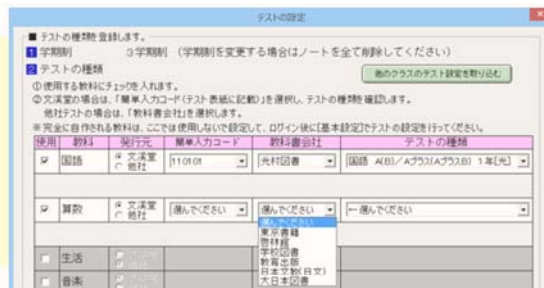 テストの設定
■ テストの種類を登録します。
1 学期制 3学期制 (学期制を変更する場合はノートを全て削除してください)
2 テストの種類 他のクラスのテスト設定を取り込む
①使用する教科にチェックを入れます。
②文溪堂の場合は、「簡単入力コード(テスト表紙に記載)」を選択し、テストの種類を確認します。
他社テストの場合は、「教科書会社」を選択します。
※完全に自作される教科は、ここでは使用しないで設定して、ログイン後に[基本設定]でテストの設定を行ってください。
使用 教科 発行元 簡単入力コード 教科書会社 テストの種類
国語 文溪堂 他社 110101 光村図書 国語 A(B)/Aプラス(AプラスB) 1年[光]
算数 文溪堂 他社 選んでください 選んでください ←選んでください
選んでください
東京書籍
啓林館
学校図書
教育出版
日本文教(日文)
大日本図書
生活
音楽